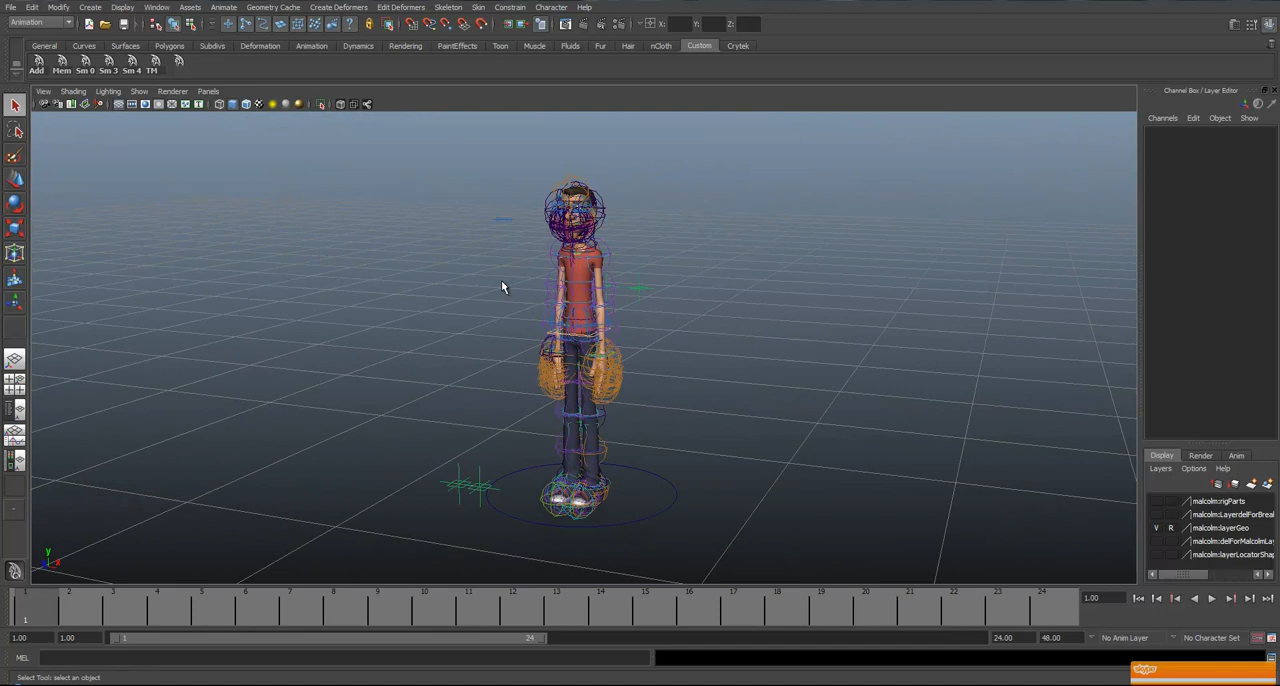 File Edit Modify Create Display Window Assets Animate Geometry Cache Create Deformers Edit Deformers Skeleton Skin Constrain Character Help
Animation X: Y: Z:
General Curves Surfaces Polygons Subdivs Deformation Animation Dynamics Rendering PaintEffects Toon Muscle Fluids Fur Hair nCloth Custom Crytek
Add Mem Sm 0 Sm 3 Sm 4 TM
View Shading Lighting Show Renderer Panels
Channel Box / Layer Editor
Channels Edit Object Show
Display Render Anim
Layers Options Help
malcolm:rigParts
malcolm:LayerdelForBreak
V R malcolm:layerGeo
malcolm:delForMalcolmLa
malcolm:layerLocatorSha
y
x
1 2 3 4 5 6 7 8 9 10 11 12 13 14 15 16 17 18 19 20 21 22 23 24
1
1.00
1.00 1.00 1 24 24.00 48.00 No Anim Layer No Character Set
MEL
Select Tool: select an object
skype